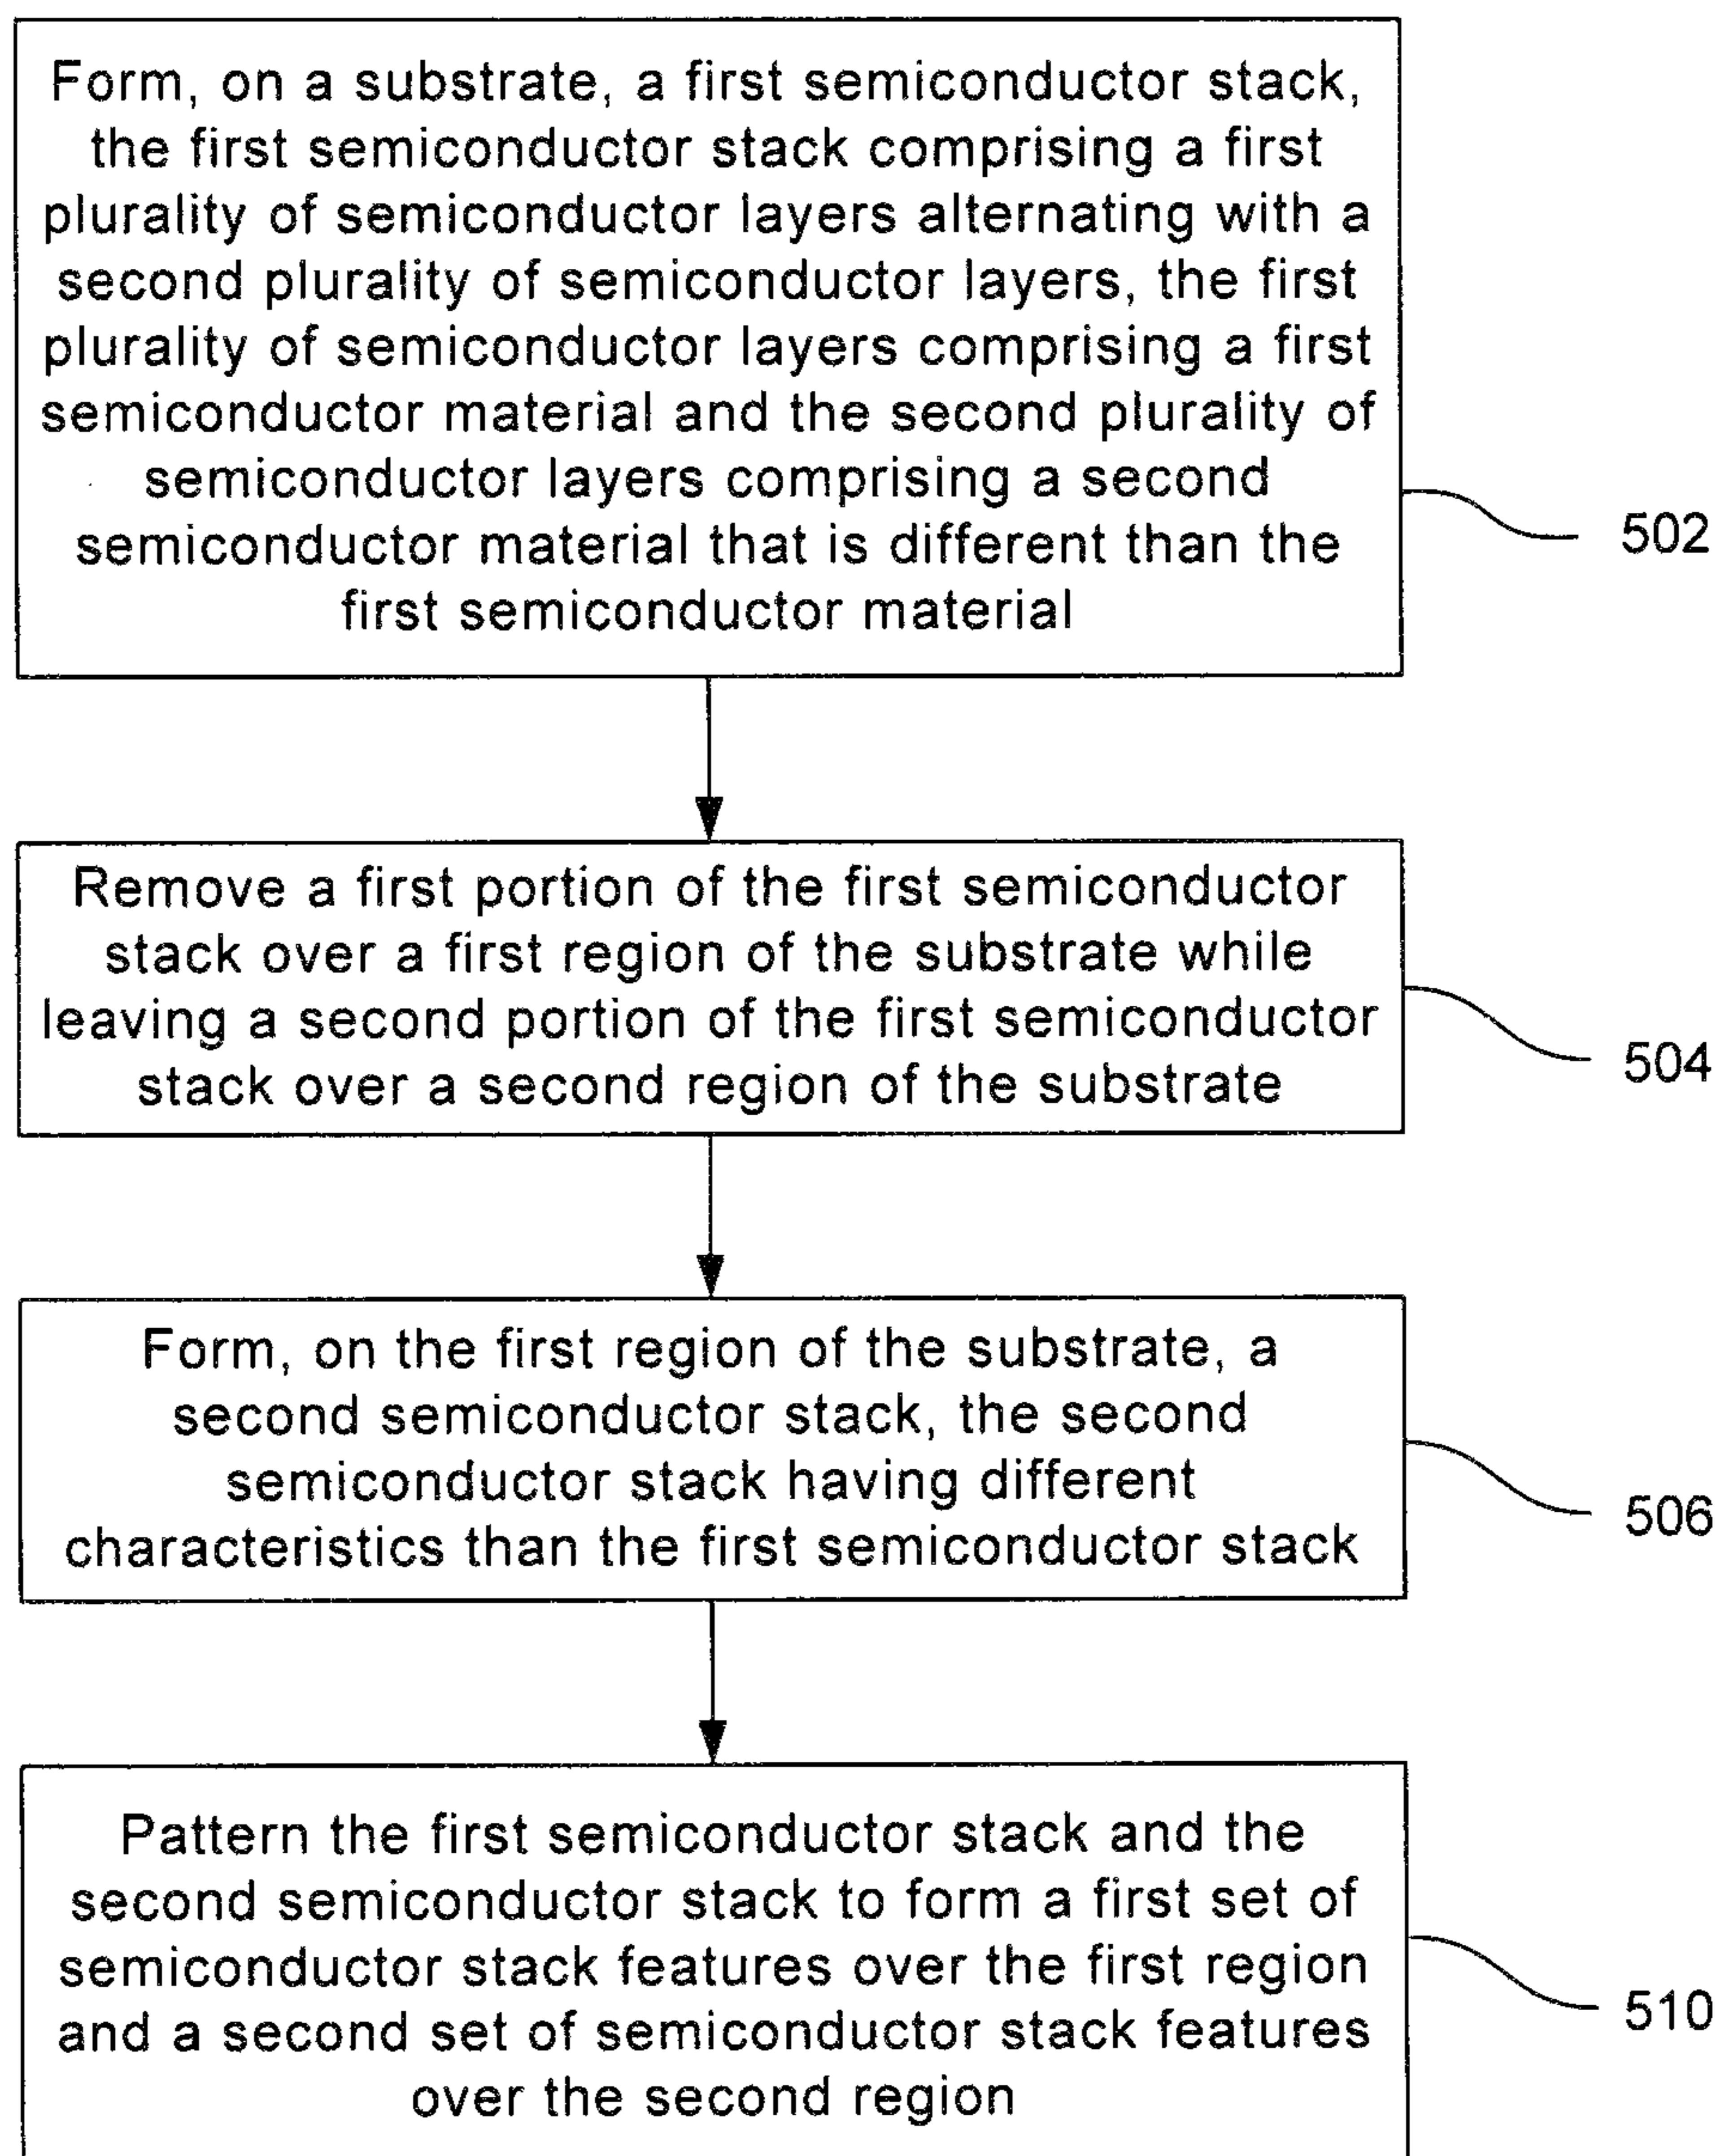 Form, on a substrate, a first semiconductor stack,
the first semiconductor stack comprising a first
plurality of semiconductor layers alternating with a
second plurality of semiconductor layers, the first
plurality of semiconductor layers comprising a first
semiconductor material and the second plurality of
semiconductor layers comprising a second
semiconductor material that is different than the
first semiconductor material
502
Remove a first portion of the first semiconductor
stack over a first region of the substrate while
leaving a second portion of the first semiconductor
stack over a second region of the substrate
504
Form, on the first region of the substrate, a
second semiconductor stack, the second
semiconductor stack having different
characteristics than the first semiconductor stack
506
Pattern the first semiconductor stack and the
second semiconductor stack to form a first set of
semiconductor stack features over the first region
and a second set of semiconductor stack features
over the second region
510